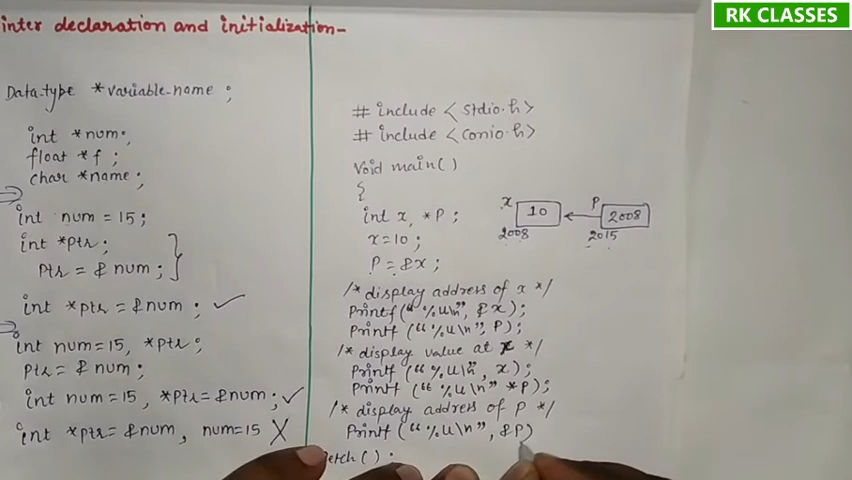 RK CLASSES
inter declaration and initialization-
Data-type *variable-name ;
int *num;
float *f ;
char *name;
int num = 15;
int *ptr;
ptr = & num ;
int *ptr = & num ;
int num=15, *ptr;
ptr = & num;
int num=15, *ptr=& num;
int *ptr=& num, num=15
# include <stdio.h>
# include <conio.h>
Void main()
{
int x, *P ;
x=10 ;
P = &x ;
x 10 P 2008
2008 2015
/* display address of x */
Printf(“%u\n”, &x);
Printf (“%u\n”, P);
/* display value at x */
Printf (“%u\n”, x);
Printf (“%u\n” *P);
/* display address of P */
Printf (“%u\n”, &P)
etch() ;